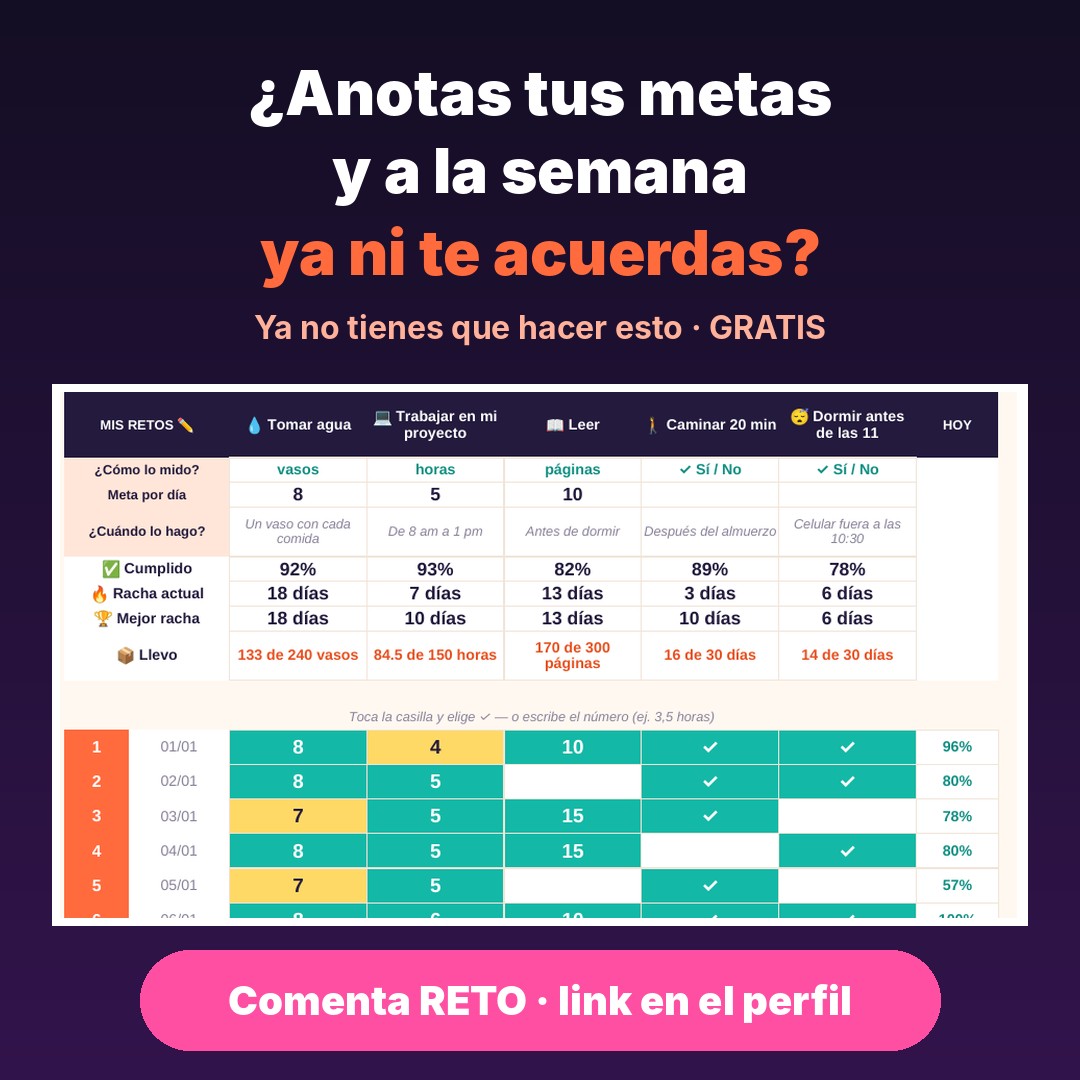 ¿Anotas tus metas
y a la semana
ya ni te acuerdas?
Ya no tienes que hacer esto · GRATIS
MIS RETOS ✏️ 💧 Tomar agua 💻 Trabajar en mi proyecto 📖 Leer 🚶 Caminar 20 min 😴 Dormir antes de las 11 HOY
¿Cómo lo mido? vasos horas páginas ✓ Sí / No ✓ Sí / No
Meta por día 8 5 10
¿Cuándo lo hago? Un vaso con cada comida De 8 am a 1 pm Antes de dormir Después del almuerzo Celular fuera a las 10:30
✅ Cumplido 92% 93% 82% 89% 78%
🔥 Racha actual 18 días 7 días 13 días 3 días 6 días
🏆 Mejor racha 18 días 10 días 13 días 10 días 6 días
📦 Llevo 133 de 240 vasos 84.5 de 150 horas 170 de 300 páginas 16 de 30 días 14 de 30 días
Toca la casilla y elige ✓ — o escribe el número (ej. 3,5 horas)
1 01/01 8 4 10 ✓ ✓ 96%
2 02/01 8 5 ✓ ✓ 80%
3 03/01 7 5 15 ✓ 78%
4 04/01 8 5 15 ✓ 80%
5 05/01 7 5 ✓ 57%
6 06/01 8 6 10 ✓ ✓ 100%
Comenta RETO · link en el perfil